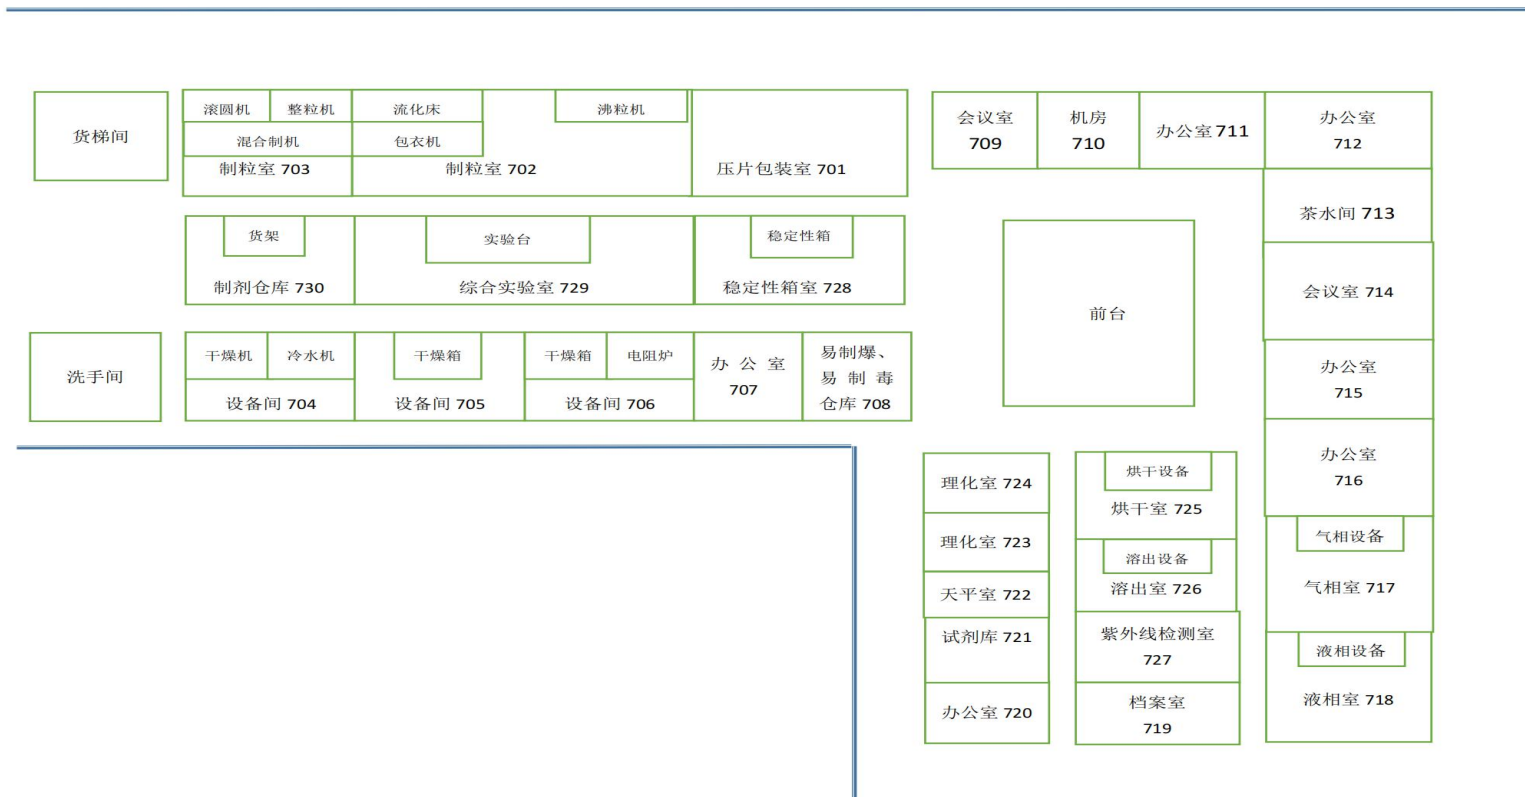 货梯间
滚圆机
整粒机
混合制机
制粒室 703
流化床
包衣机
沸粒机
制粒室 702
压片包装室 701
会议室
709
机房
710
办公室 711
办公室
712
茶水间 713
会议室 714
办公室
715
办公室
716
气相设备
气相室 717
液相设备
液相室 718
前台
货架
制剂仓库 730
实验台
综合实验室 729
稳定性箱
稳定性箱室 728
洗手间
干燥机
冷水机
设备间 704
干燥箱
设备间 705
干燥箱
电阻炉
设备间 706
办公室
707
易制爆、
易制毒
仓库 708
理化室 724
理化室 723
天平室 722
试剂库 721
办公室 720
烘干设备
烘干室 725
溶出设备
溶出室 726
紫外线检测室
727
档案室
719